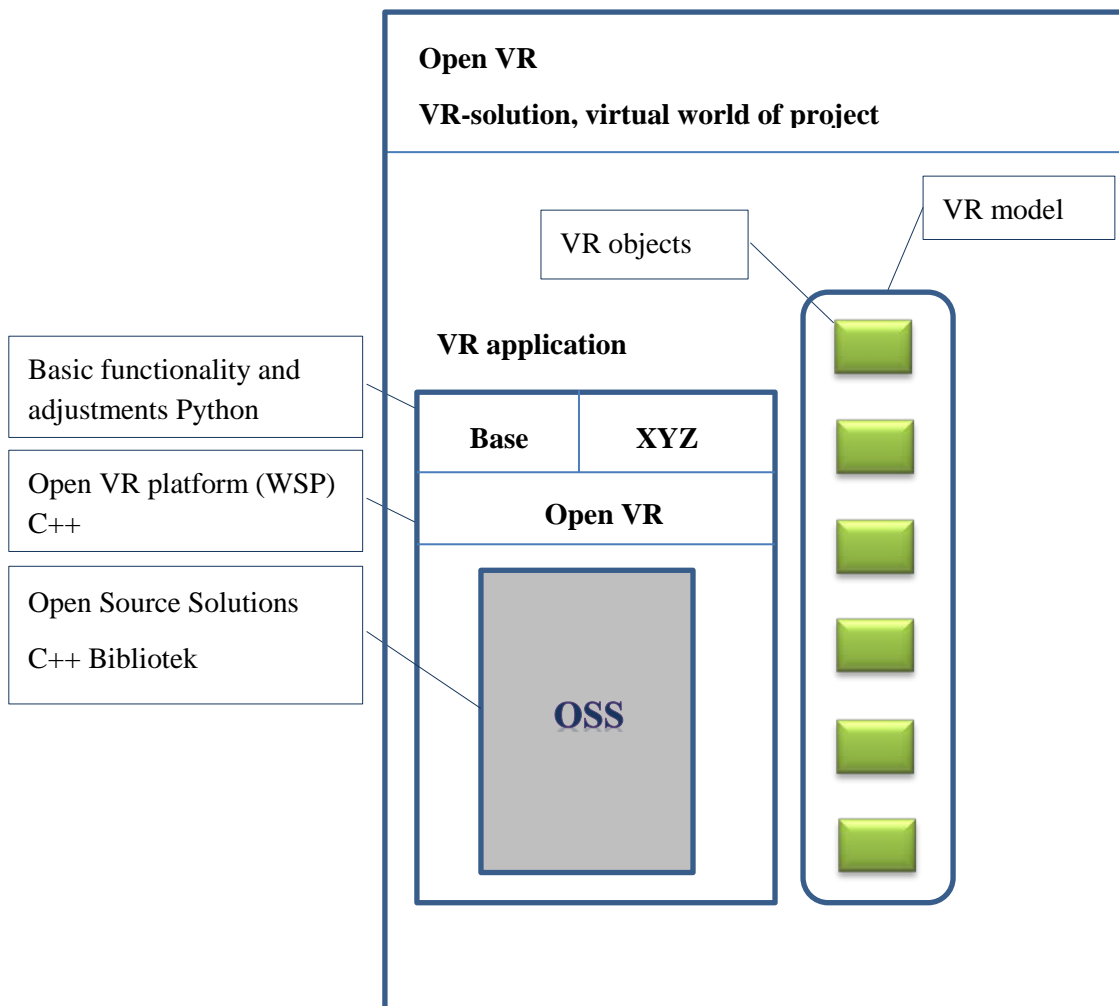 Open VR
VR-solution, virtual world of project
VR model
VR objects
VR application
Basic functionality and
adjustments Python
Base
XYZ
Open VR platform (WSP)
C++
Open VR
Open Source Solutions
C++ Bibliotek
OSS